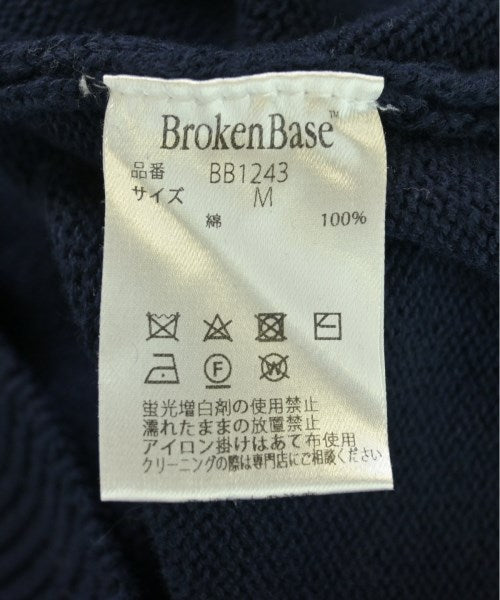 BrokenBase™
品番 BB1243
サイズ M
綿 100%
F W
蛍光増白剤の使用禁止
濡れたままの放置禁止
アイロン掛けはあて布使用
クリーニングの際は専門店にご相談ください